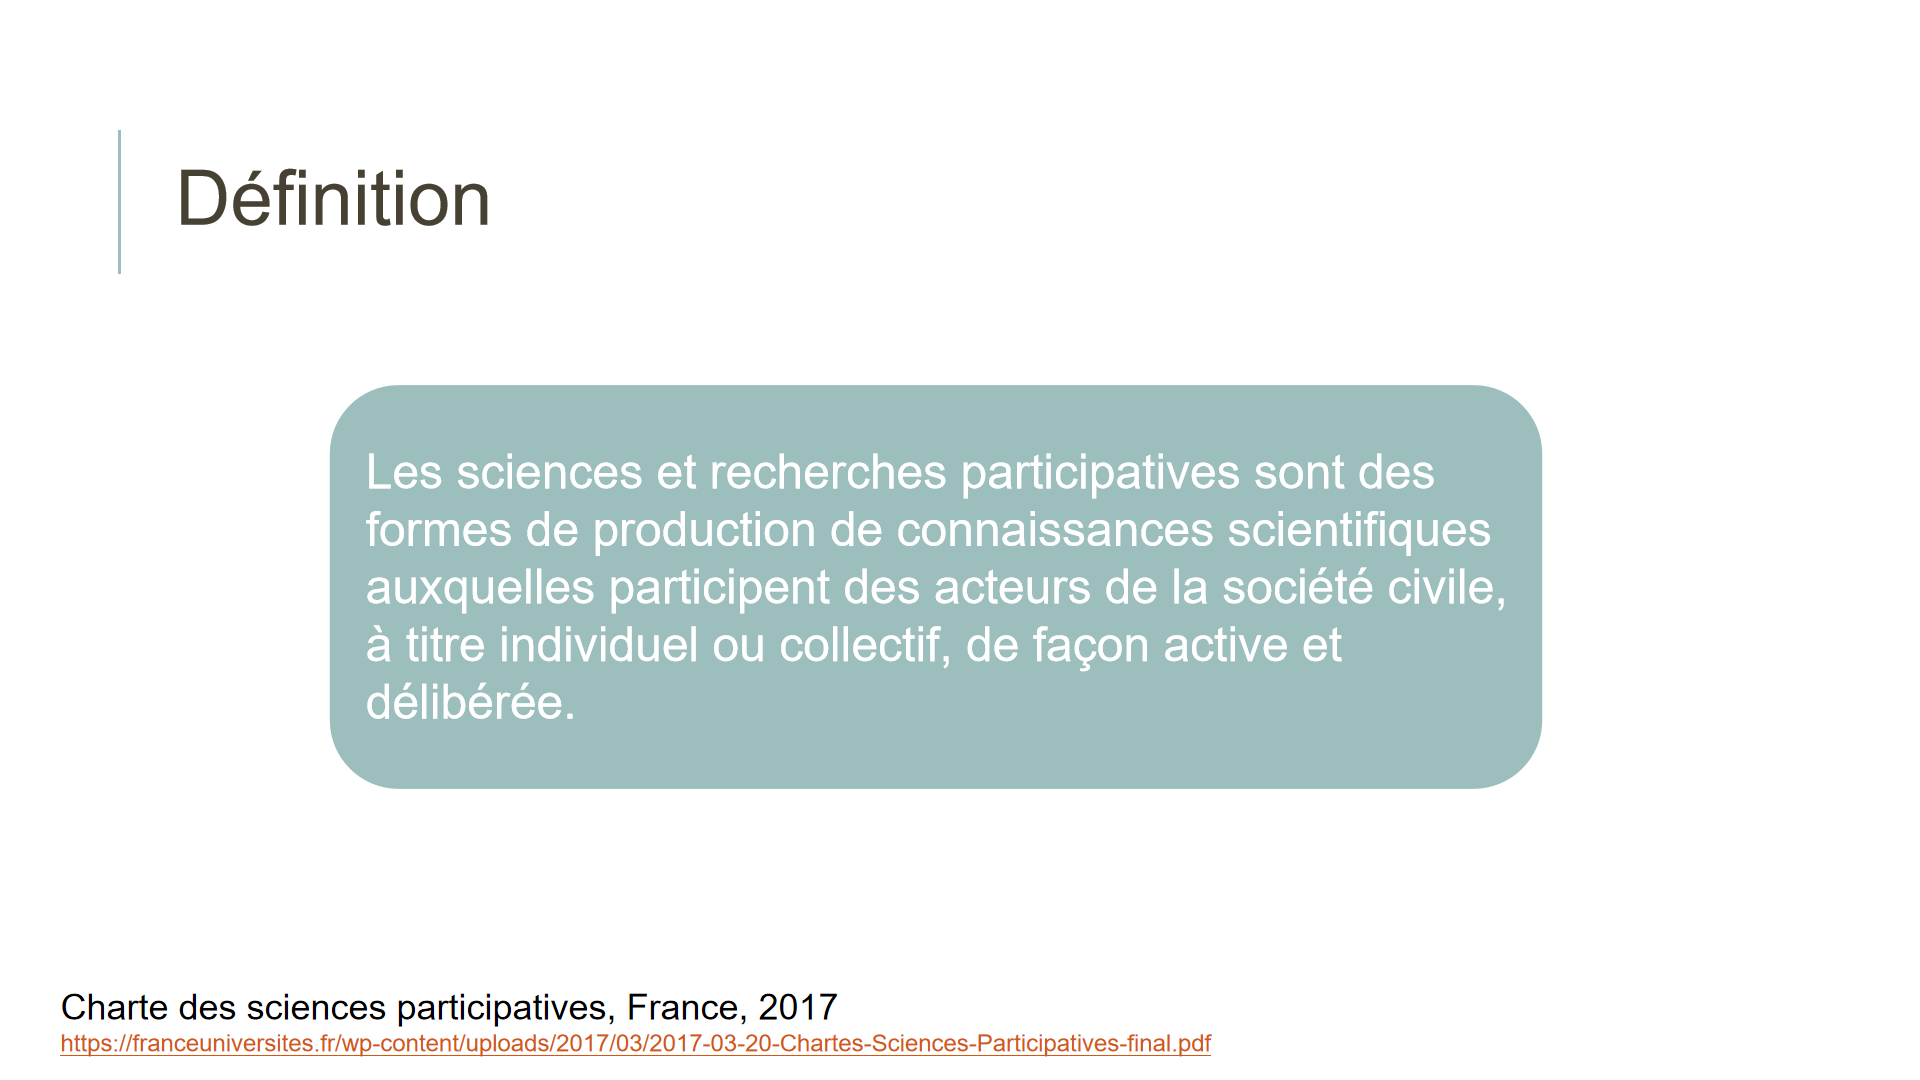 Définition
Les sciences et recherches participatives sont des
formes de production de connaissances scientifiques
auxquelles participent des acteurs de la société civile,
à titre individuel ou collectif, de façon active et
délibérée.
Charte des sciences participatives, France, 2017
https://franceuniversites.fr/wp-content/uploads/2017/03/2017-03-20-Chartes-Sciences-Participatives-final.pdf